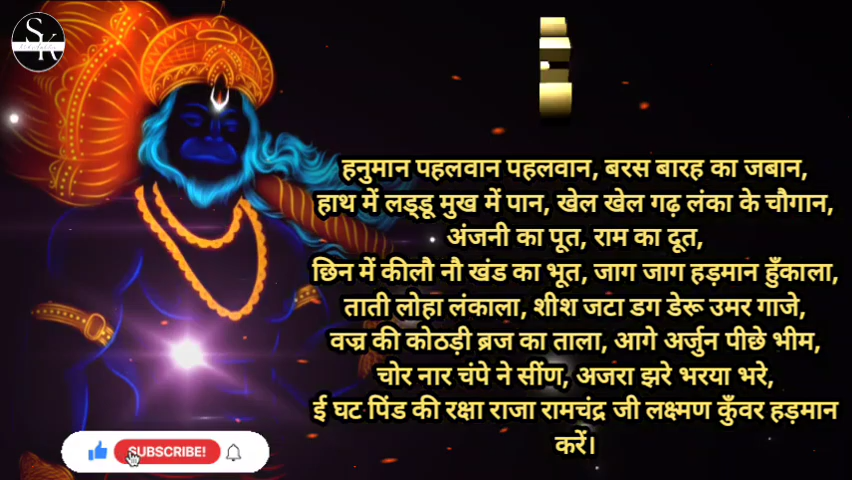 SK
हनुमान पहलवान पहलवान, बरस बारह का जबान,
हाथ में लड्डू मुख में पान, खेल खेल गढ़ लंका के चौगान,
अंजनी का पूत, राम का दूत,
छिन में कीलौ नौ खंड का भूत, जाग जाग हड़मान हुँकाला,
ताती लोहा लंकाला, शीश जटा डग डेरू उमर गाजे,
वज्र की कोठड़ी ब्रज का ताला, आगे अर्जुन पीछे भीम,
चोर नार चंपे ने सींण, अजरा झरे भरया भरे,
ई घट पिंड की रक्षा राजा रामचंद्र जी लक्ष्मण कुँवर हड़मान
करें।
SUBSCRIBE!